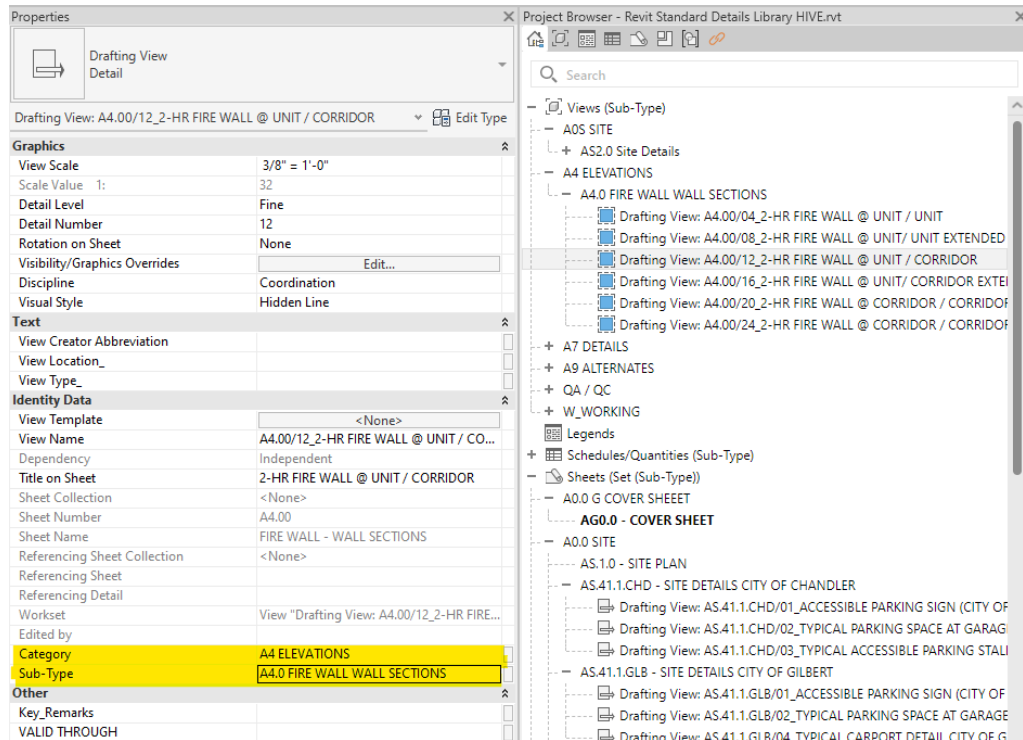 Properties
Drafting View
Detail
Drafting View: A4.00/12_2-HR FIRE WALL @ UNIT / CORRIDOR
Edit Type
Graphics
View Scale 3/8" = 1'-0"
Scale Value 1: 32
Detail Level Fine
Detail Number 12
Rotation on Sheet None
Visibility/Graphics Overrides Edit...
Discipline Coordination
Visual Style Hidden Line
Text
View Creator Abbreviation
View Location_
View Type_
Identity Data
View Template <None>
View Name A4.00/12_2-HR FIRE WALL @ UNIT / CO...
Dependency Independent
Title on Sheet 2-HR FIRE WALL @ UNIT / CORRIDOR
Sheet Collection <None>
Sheet Number A4.00
Sheet Name FIRE WALL - WALL SECTIONS
Referencing Sheet Collection <None>
Referencing Sheet
Referencing Detail
Workset View "Drafting View: A4.00/12_2-HR FIRE...
Edited by
Category A4 ELEVATIONS
Sub-Type A4.0 FIRE WALL WALL SECTIONS
Other
Key_Remarks
VALID THROUGH
Project Browser - Revit Standard Details Library HIVE.rvt
Search
Views (Sub-Type)
A0S SITE
AS2.0 Site Details
A4 ELEVATIONS
A4.0 FIRE WALL WALL SECTIONS
Drafting View: A4.00/04_2-HR FIRE WALL @ UNIT / UNIT
Drafting View: A4.00/08_2-HR FIRE WALL @ UNIT/ UNIT EXTENDED
Drafting View: A4.00/12_2-HR FIRE WALL @ UNIT / CORRIDOR
Drafting View: A4.00/16_2-HR FIRE WALL @ UNIT/ CORRIDOR EXTE
Drafting View: A4.00/20_2-HR FIRE WALL @ CORRIDOR / CORRIDOR
Drafting View: A4.00/24_2-HR FIRE WALL @ CORRIDOR / CORRIDOR
A7 DETAILS
A9 ALTERNATES
QA / QC
W_WORKING
Legends
Schedules/Quantities (Sub-Type)
Sheets (Set (Sub-Type))
A0.0 G COVER SHEEET
AG0.0 - COVER SHEET
A0.0 SITE
AS.1.0 - SITE PLAN
AS.41.1.CHD - SITE DETAILS CITY OF CHANDLER
Drafting View: AS.41.1.CHD/01_ACCESSIBLE PARKING SIGN (CITY OF
Drafting View: AS.41.1.CHD/02_TYPICAL PARKING SPACE AT GARAG
Drafting View: AS.41.1.CHD/03_TYPICAL ACCESSIBLE PARKING STAL
AS.41.1.GLB - SITE DETAILS CITY OF GILBERT
Drafting View: AS.41.1.GLB/01_ACCESSIBLE PARKING SIGN (CITY OF
Drafting View: AS.41.1.GLB/02_TYPICAL PARKING SPACE AT GARAGE
Drafting View: AS.41.1.GLB/04_TYPICAL CARPORT DETAIL CITY OF G